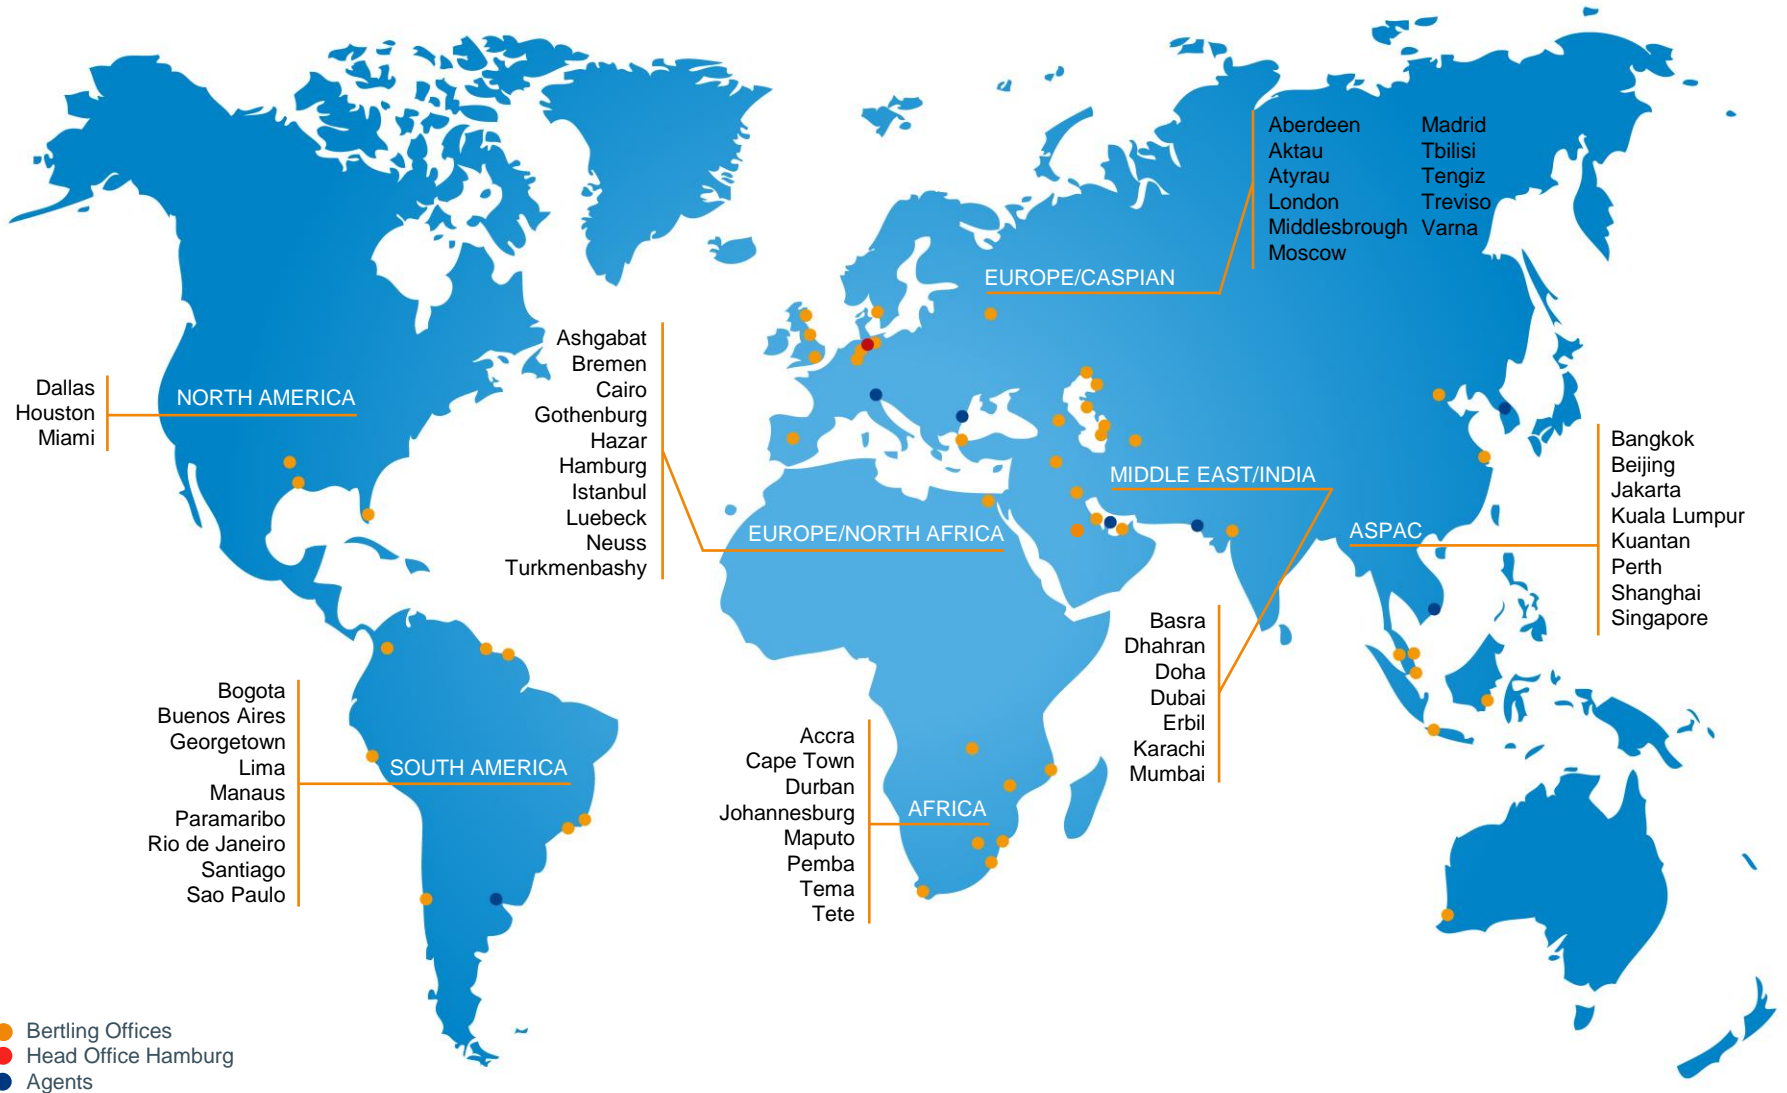 Aberdeen
Aktau
Atyrau
London
Middlesbrough
Moscow
Madrid
Tbilisi
Tengiz
Treviso
Varna
EUROPE/CASPIAN
Dallas
Houston
Miami
NORTH AMERICA
Ashgabat
Bremen
Cairo
Gothenburg
Hazar
Hamburg
Istanbul
Luebeck
Neuss
Turkmenbashy
EUROPE/NORTH AFRICA
MIDDLE EAST/INDIA
Basra
Dhahran
Doha
Dubai
Erbil
Karachi
Mumbai
ASPAC
Bangkok
Beijing
Jakarta
Kuala Lumpur
Kuantan
Perth
Shanghai
Singapore
Bogota
Buenos Aires
Georgetown
Lima
Manaus
Paramaribo
Rio de Janeiro
Santiago
Sao Paulo
SOUTH AMERICA
Accra
Cape Town
Durban
Johannesburg
Maputo
Pemba
Tema
Tete
AFRICA
Bertling Offices
Head Office Hamburg
Agents